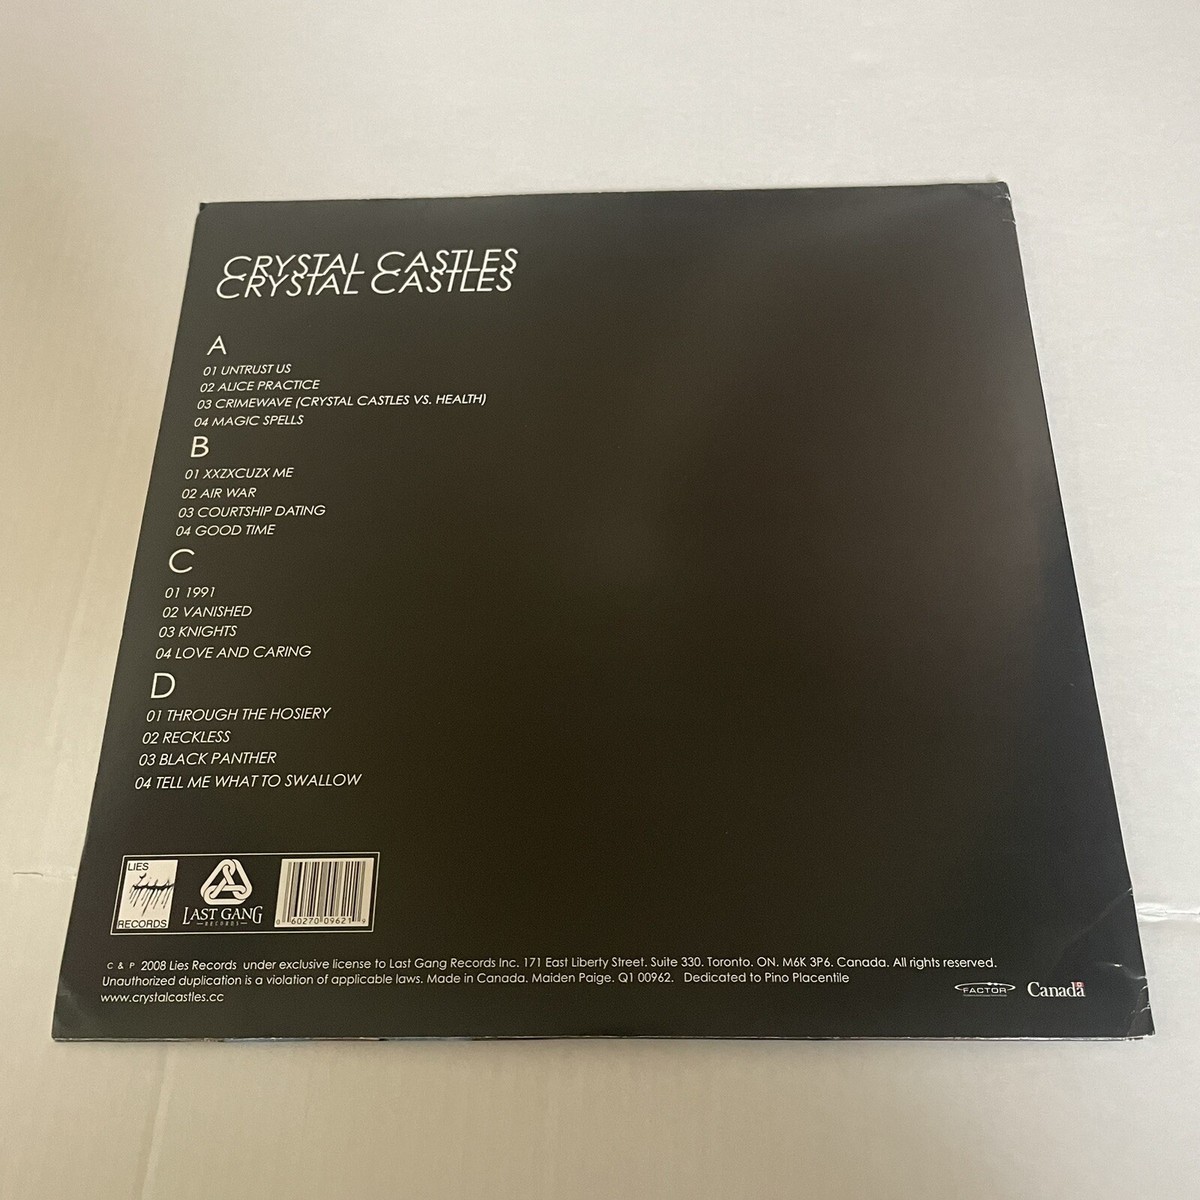 CRYSTAL CASTLES
CRYSTAL CASTLES
A
01 UNTRUST US
02 ALICE PRACTICE
03 CRIMEWAVE (CRYSTAL CASTLES VS. HEALTH)
04 MAGIC SPELLS
B
01 XXZXCUZX ME
02 AIR WAR
03 COURTSHIP DATING
04 GOOD TIME
C
01 1991
02 VANISHED
03 KNIGHTS
04 LOVE AND CARING
D
01 THROUGH THE HOSIERY
02 RECKLESS
03 BLACK PANTHER
04 TELL ME WHAT TO SWALLOW
LIES
RECORDS
LAST GANG
RECORDS
0 60270 09621 9
C & P 2008 Lies Records under exclusive license to Last Gang Records Inc. 171 East Liberty Street. Suite 330. Toronto. ON. M6K 3P6. Canada. All rights reserved.
Unauthorized duplication is a violation of applicable laws. Made in Canada. Maiden Paige. Q1 00962. Dedicated to Pino Placentile
www.crystalcastles.cc
FACTOR
Canada